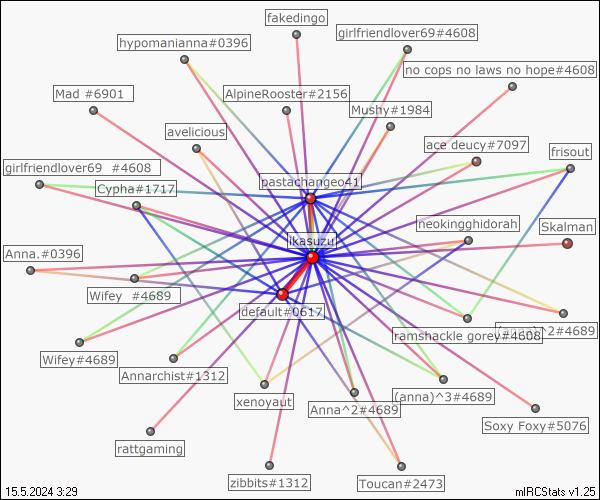 fakedingo
girlfriendlover69#4608
hypomanianna#0396
no cops no laws no hope#4608
Mad #6901
AlpineRooster#2156
Mushy#1984
avelicious
ace deucy#7097
frisout
girlfriendlover69 #4608
pastachangeo41
Cypha#1717
neokingghidorah
Skalman
ikasuzu
Anna.#0396
Wifey #4689
default#0617
ramshackle gorey#4608
(anna)^2#4689
Wifey#4689
Annarchist#1312
(anna)^3#4689
xenoyaut
Anna^2#4689
Soxy Foxy#5076
rattgaming
zibbits#1312
Toucan#2473
15.5.2024 3:29
mIRCStats v1.25